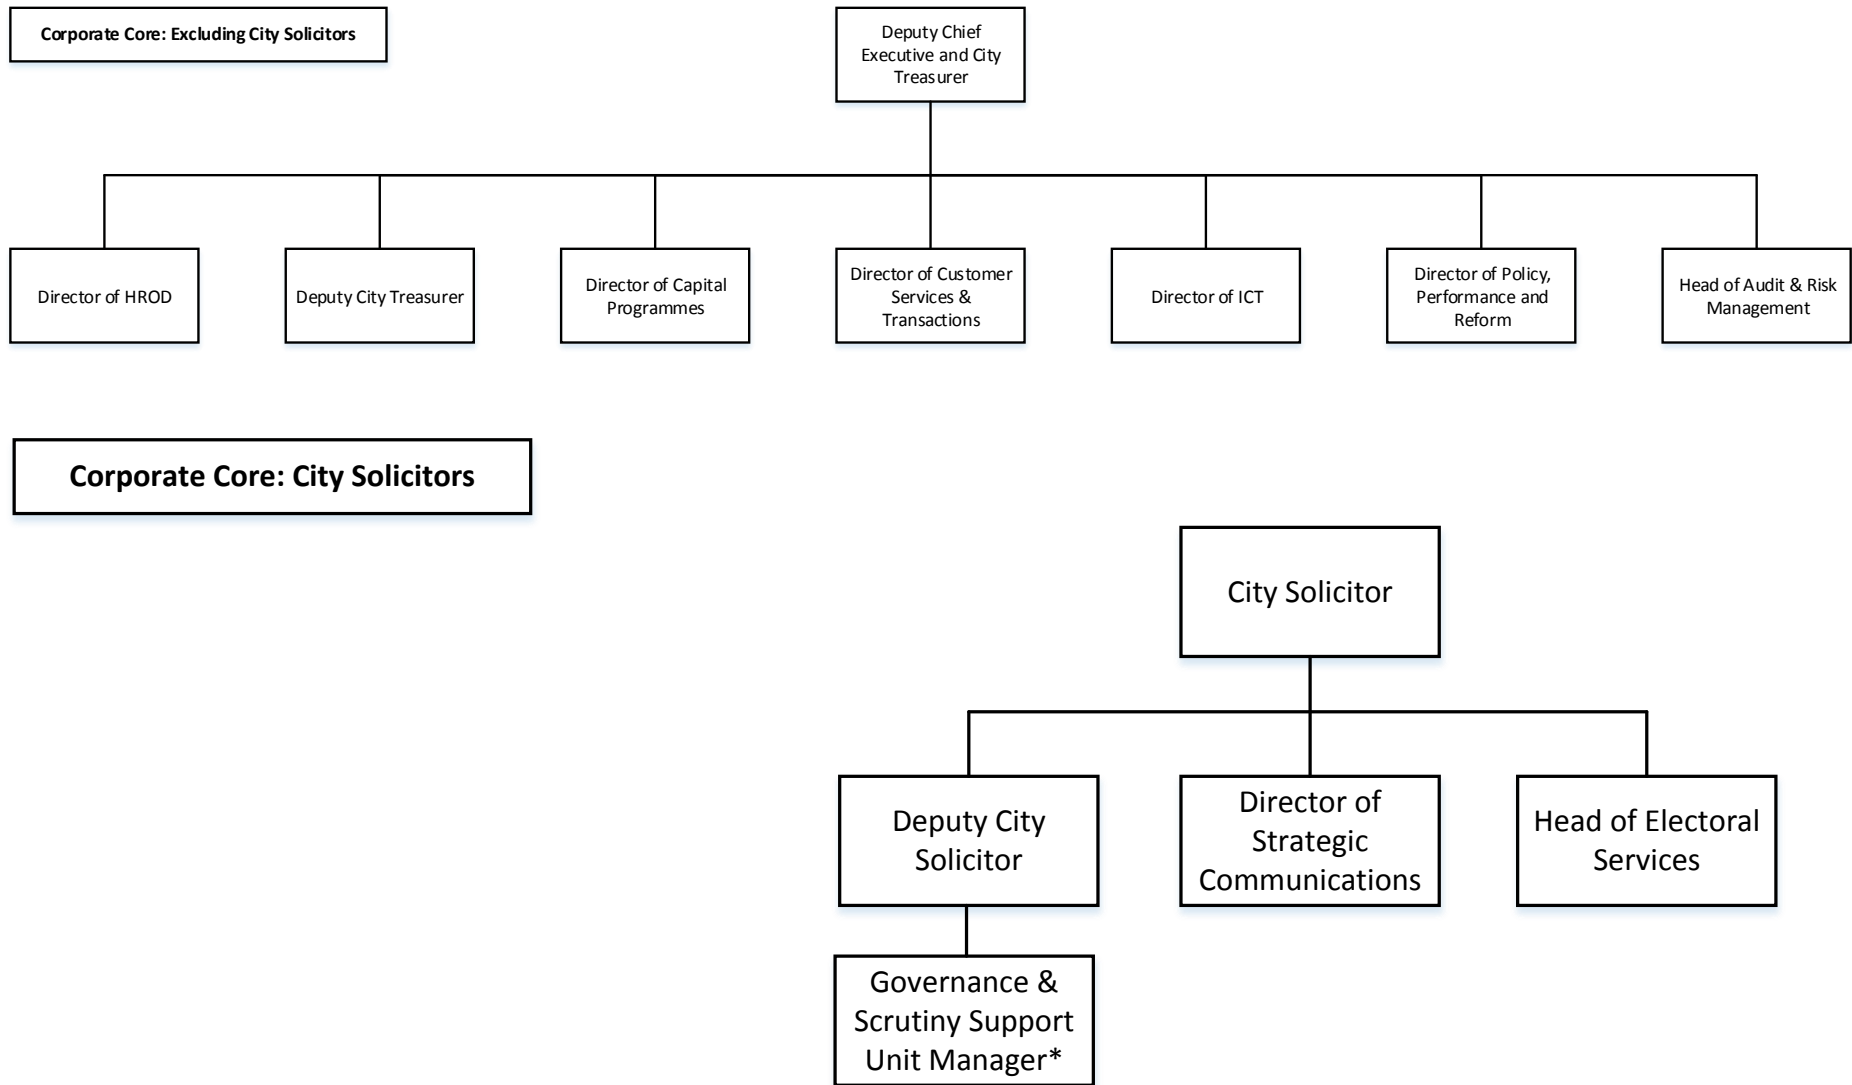 Corporate Core: Excluding City Solicitors
Deputy Chief
Executive and City
Treasurer
Director of HROD
Deputy City Treasurer
Director of Capital
Programmes
Director of Customer
Services &
Transactions
Director of ICT
Director of Policy,
Performance and
Reform
Head of Audit & Risk
Management
Corporate Core: City Solicitors
City Solicitor
Deputy City
Solicitor
Director of
Strategic
Communications
Head of Electoral
Services
Governance &
Scrutiny Support
Unit Manager*